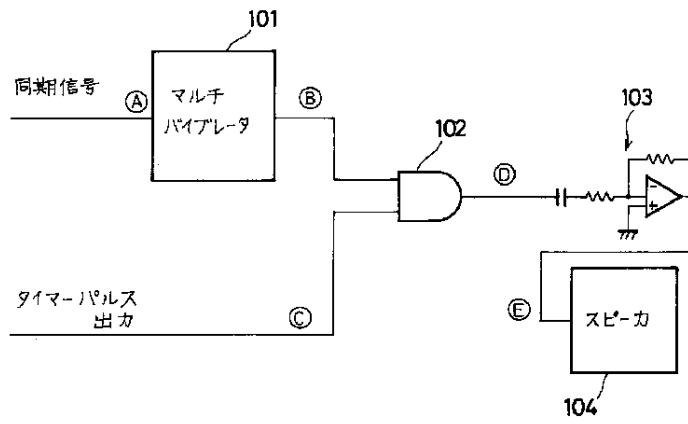 101
同期信号
Ⓐ
マルチ
バイブレータ
Ⓑ
102
103
Ⓓ
-
+
タイマーパルス
出力
Ⓒ
Ⓔ
スピーカ
104